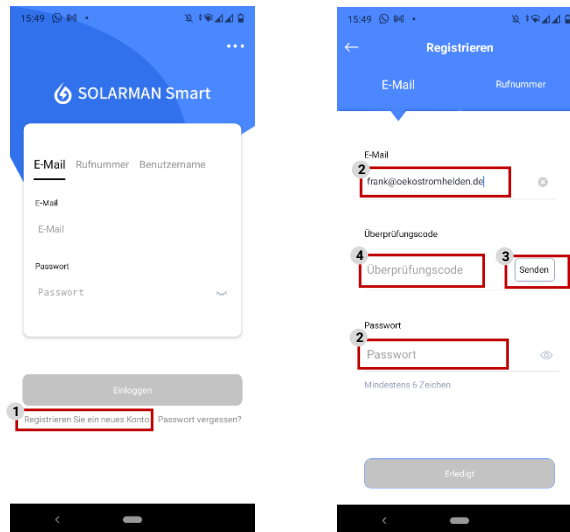 15:49
SOLARMAN Smart
E-Mail Rufnummer Benutzername
E-Mail
E-Mail
Passwort
Passwort
Einloggen
1
Registrieren Sie ein neues Konto Passwort vergessen?
15:49
Registrieren
E-Mail Rufnummer
E-Mail
2
frank@oekostromhelden.de
Überprüfungscode
4
Überprüfungscode
3
Senden
Passwort
2
Passwort
Mindestens 6 Zeichen
Erledigt